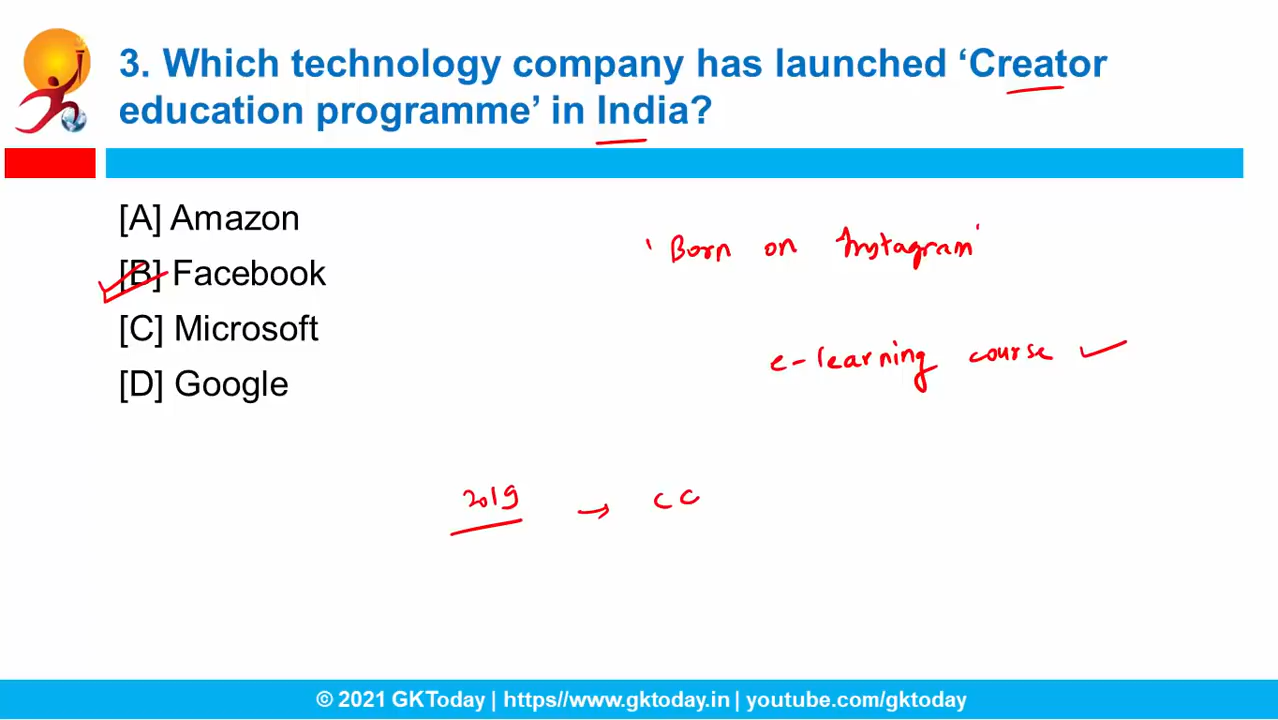 3. Which technology company has launched ‘Creator
education programme’ in India?
[A] Amazon
[B] Facebook
[C] Microsoft
[D] Google
'Born on Instagram'
e-learning course
2019 → CC
© 2021 GKToday | https//www.gktoday.in | youtube.com/gktoday